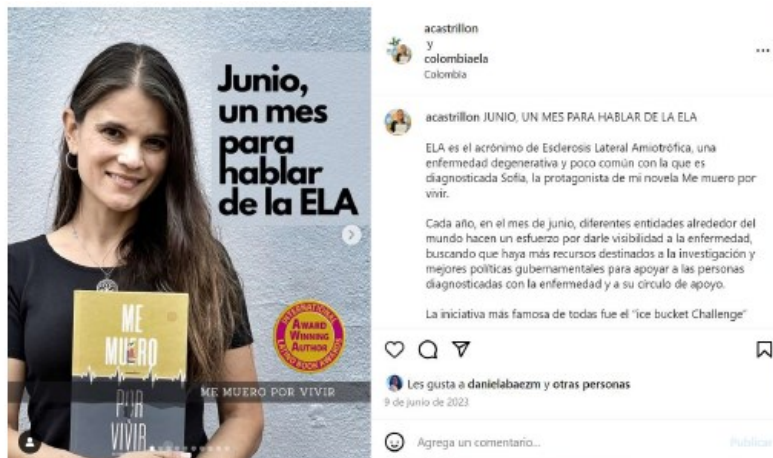 Junio,
un mes
para
hablar
de la ELA
ME
MUERO
POR
VIVIR
INTERNATIONAL
AWARD
WINNING
AUTHOR
LATINO BOOK AWARDS
ME MUERO POR VIVIR
acastrillon
y
colombiaela
Colombia
acastrillon JUNIO, UN MES PARA HABLAR DE LA ELA
ELA es el acrónimo de Esclerosis Lateral Amiotrófica, una
enfermedad degenerativa y poco común con la que es
diagnosticada Sofía, la protagonista de mi novela Me muero por
vivir.
Cada año, en el mes de junio, diferentes entidades alrededor del
mundo hacen un esfuerzo por darle visibilidad a la enfermedad,
buscando que haya más recursos destinados a la investigación y
mejores políticas gubernamentales para apoyar a las personas
diagnosticadas con la enfermedad y a su círculo de apoyo.
La iniciativa más famosa de todas fue el "ice bucket Challenge"
Les gusta a danielabaezm y otras personas
9 de junio de 2023
Agrega un comentario...
Publicar